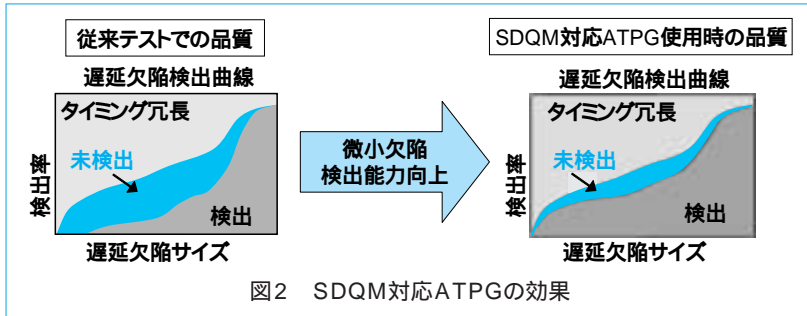 従来テストでの品質
遅延欠陥検出曲線
タイミング冗長
未検出
検出
検出率
遅延欠陥サイズ
微小欠陥
検出能力向上
SDQM対応ATPG使用時の品質
遅延欠陥検出曲線
タイミング冗長
未検出
検出
検出率
遅延欠陥サイズ
図2 SDQM対応ATPGの効果